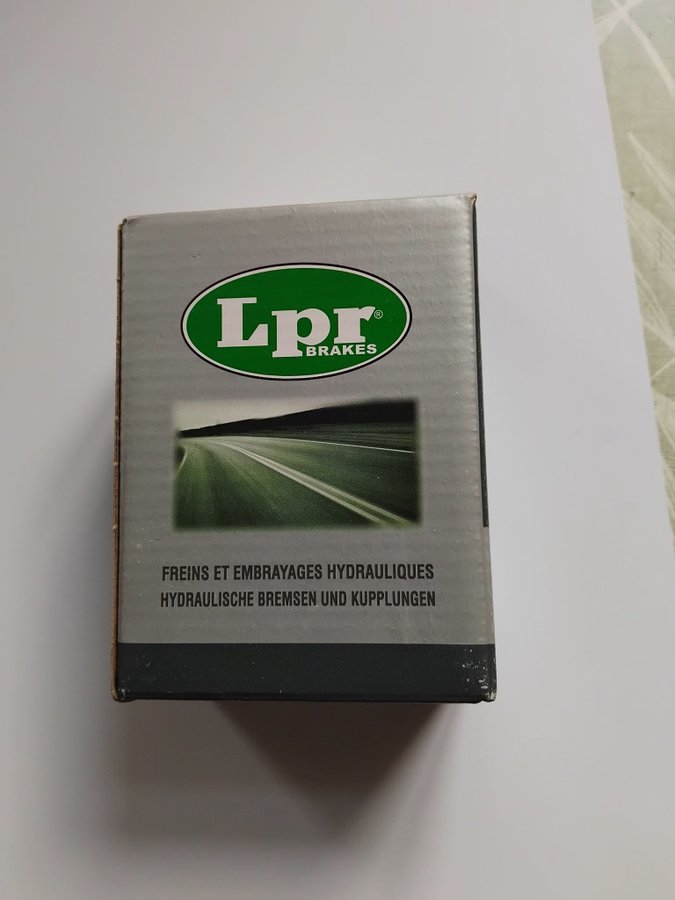 Lpr®
BRAKES
FREINS ET EMBRAYAGES HYDRAULIQUES
HYDRAULISCHE BREMSEN UND KUPPLUNGEN